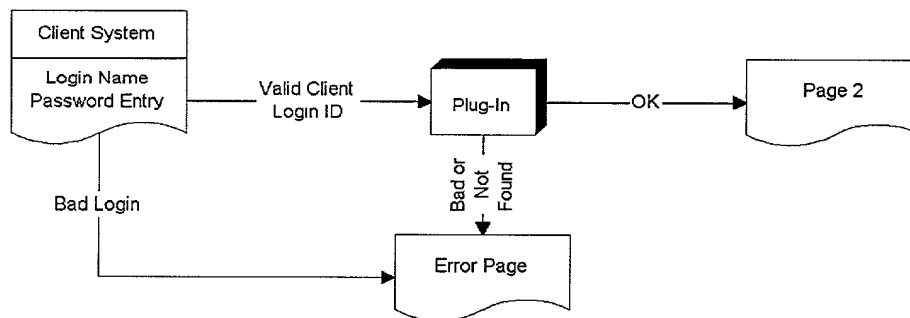 Client System
Login Name
Password Entry
Valid Client
Login ID
Plug-In
OK
Page 2
Bad Login
Bad or
Not
Found
Error Page